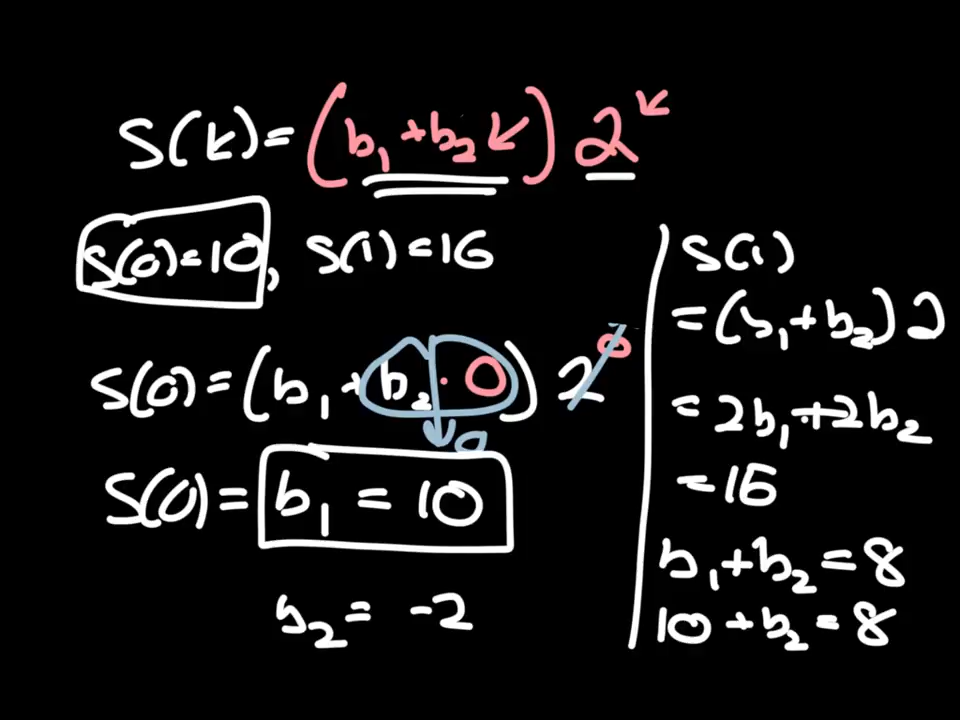 S(k)= (b₁+b₂k) 2ᵏ
S(0)=10, S(1)=16
S(0)=(b₁+b₂·0) 2⁰
0
S(0)= b₁ = 10
b₂= -2
S(1)
=(b₁+b₂)2
=2b₁+2b₂
=16
b₁+b₂=8
10+b₂=8